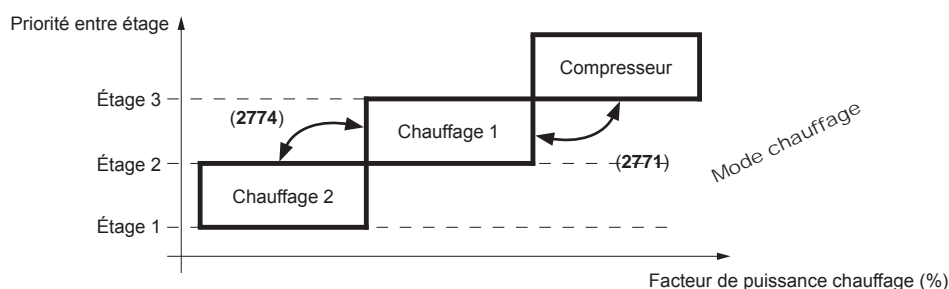 Priorité entre étage
Compresseur
Étage 3
(2774)
Chauffage 1
Étage 2
(2771)
Mode chauffage
Chauffage 2
Étage 1
Facteur de puissance chauffage (%)